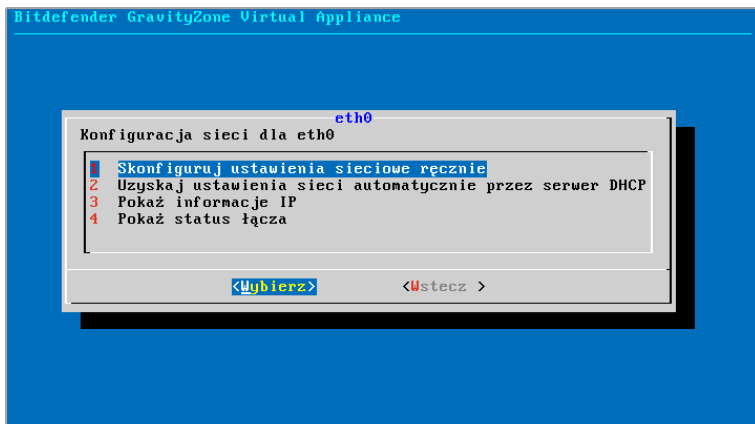 Bitdefender GravityZone Virtual Appliance
eth0
Konfiguracja sieci dla eth0
1 Skonfiguruj ustawienia sieciowe ręcznie
2 Uzyskaj ustawienia sieci automatycznie przez serwer DHCP
3 Pokaż informacje IP
4 Pokaż status łącza
<Wybierz> <Wstecz >